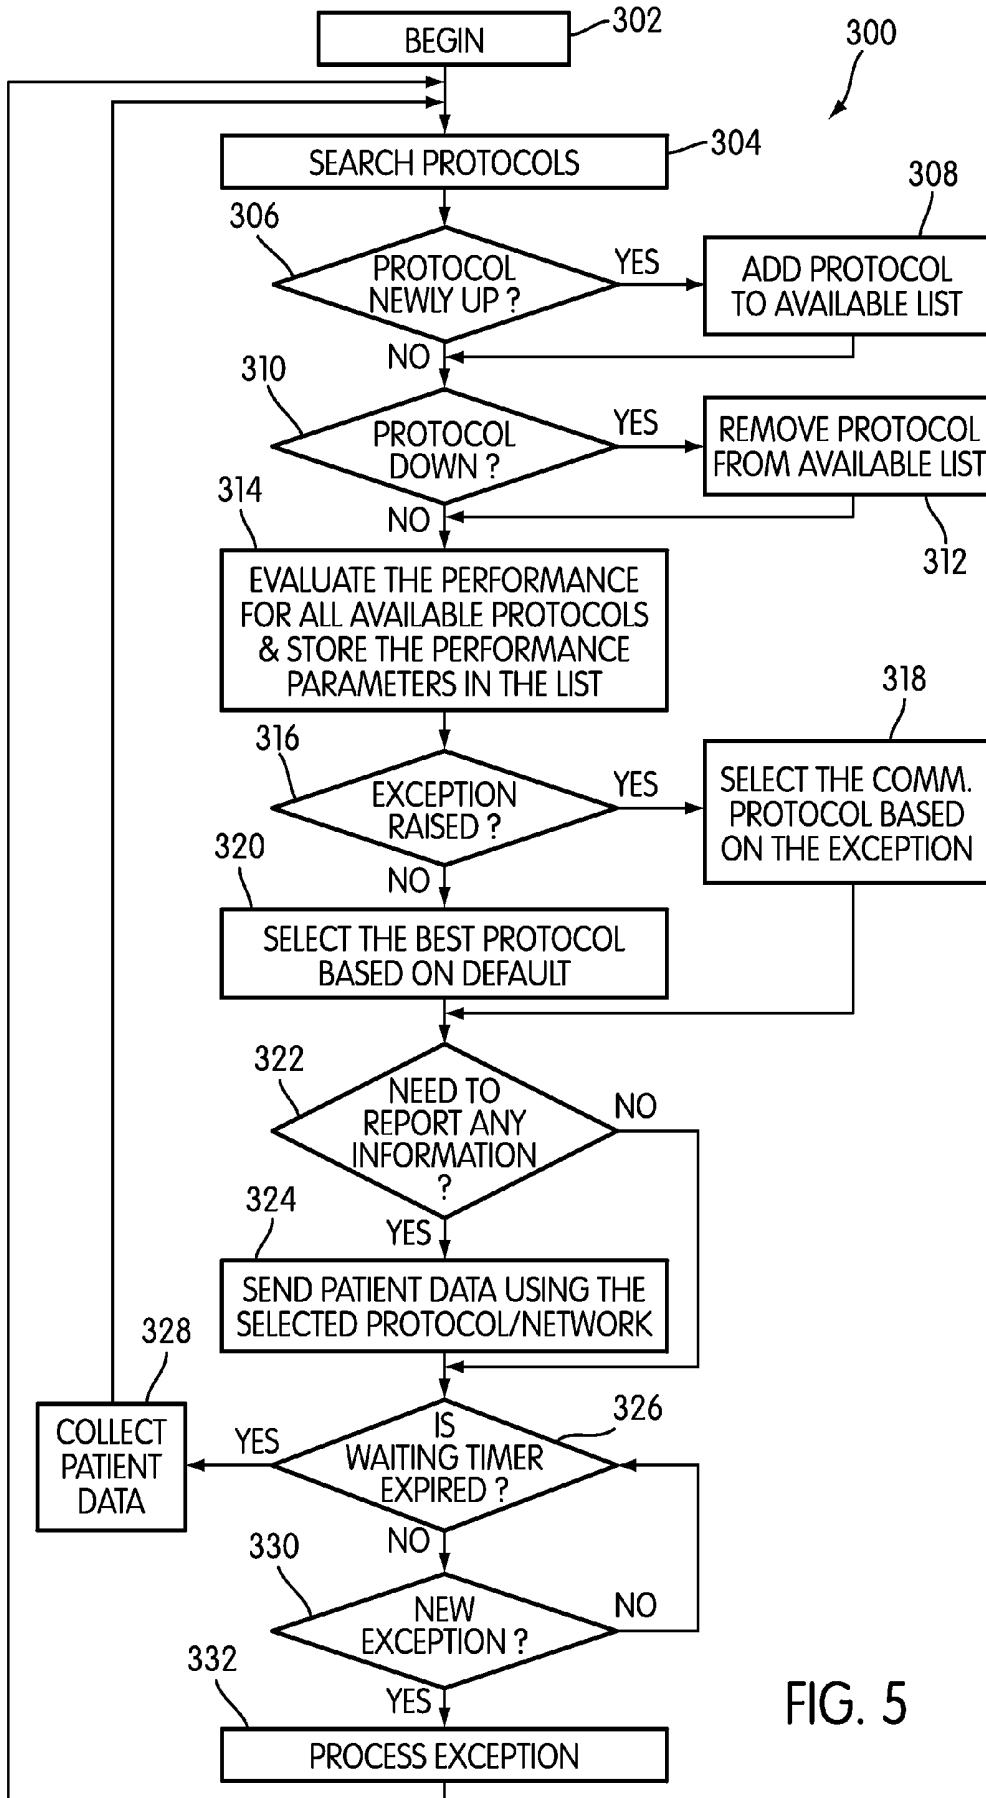 BEGIN
302
300
SEARCH PROTOCOLS
304
306
PROTOCOL
NEWLY UP ?
YES
308
ADD PROTOCOL
TO AVAILABLE LIST
NO
310
PROTOCOL
DOWN ?
YES
REMOVE PROTOCOL
FROM AVAILABLE LIST
312
NO
314
EVALUATE THE PERFORMANCE
FOR ALL AVAILABLE PROTOCOLS
& STORE THE PERFORMANCE
PARAMETERS IN THE LIST
316
EXCEPTION
RAISED ?
YES
318
SELECT THE COMM.
PROTOCOL BASED
ON THE EXCEPTION
NO
320
SELECT THE BEST PROTOCOL
BASED ON DEFAULT
322
NEED TO
REPORT ANY
INFORMATION
?
NO
YES
324
SEND PATIENT DATA USING THE
SELECTED PROTOCOL/NETWORK
326
IS
WAITING TIMER
EXPIRED ?
YES
328
COLLECT
PATIENT
DATA
NO
330
NEW
EXCEPTION ?
NO
YES
332
PROCESS EXCEPTION
FIG. 5